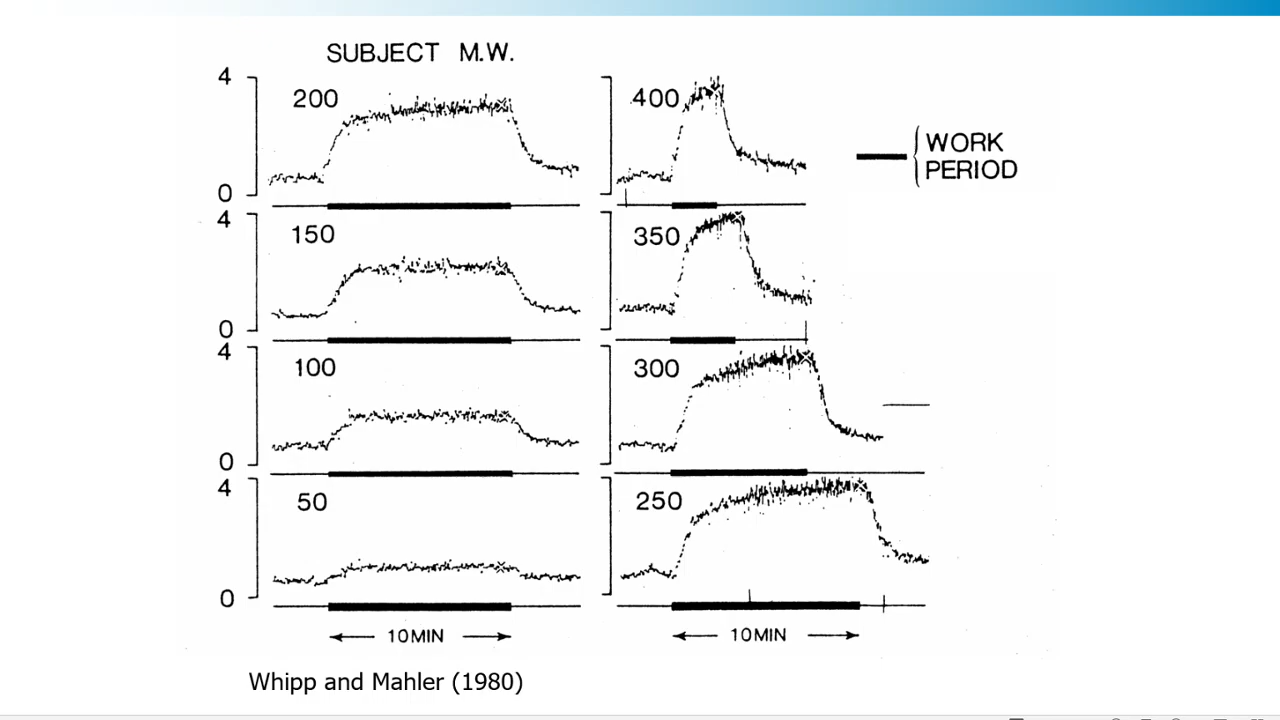 SUBJECT M.W.
4
200
0
4
150
0
4
100
0
4
50
0
10MIN
400
350
300
250
10MIN
WORK
PERIOD
Whipp and Mahler (1980)